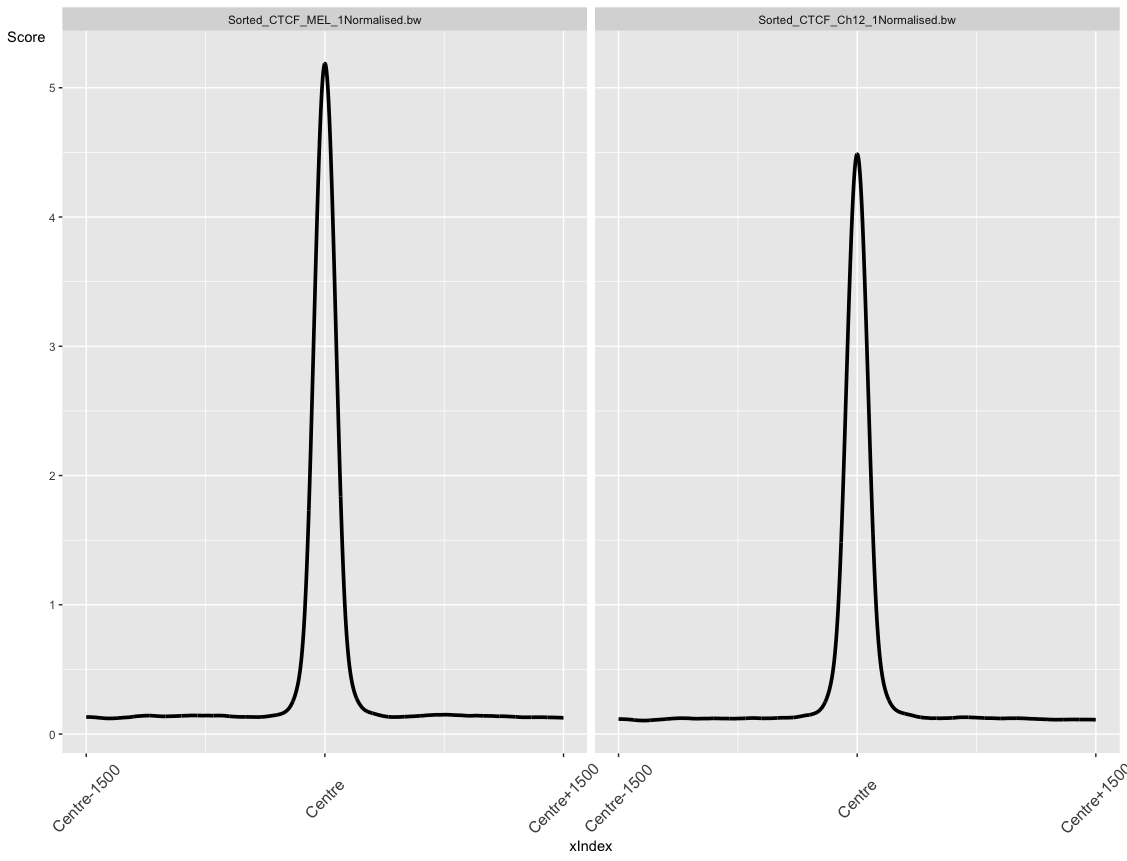 Sorted_CTCF_MEL_1Normalised.bw
Sorted_CTCF_Ch12_1Normalised.bw
Score
5
4
3
2
1
0
Centre-1500
Centre
Centre+1500
Centre-1500
Centre
Centre+1500
xIndex